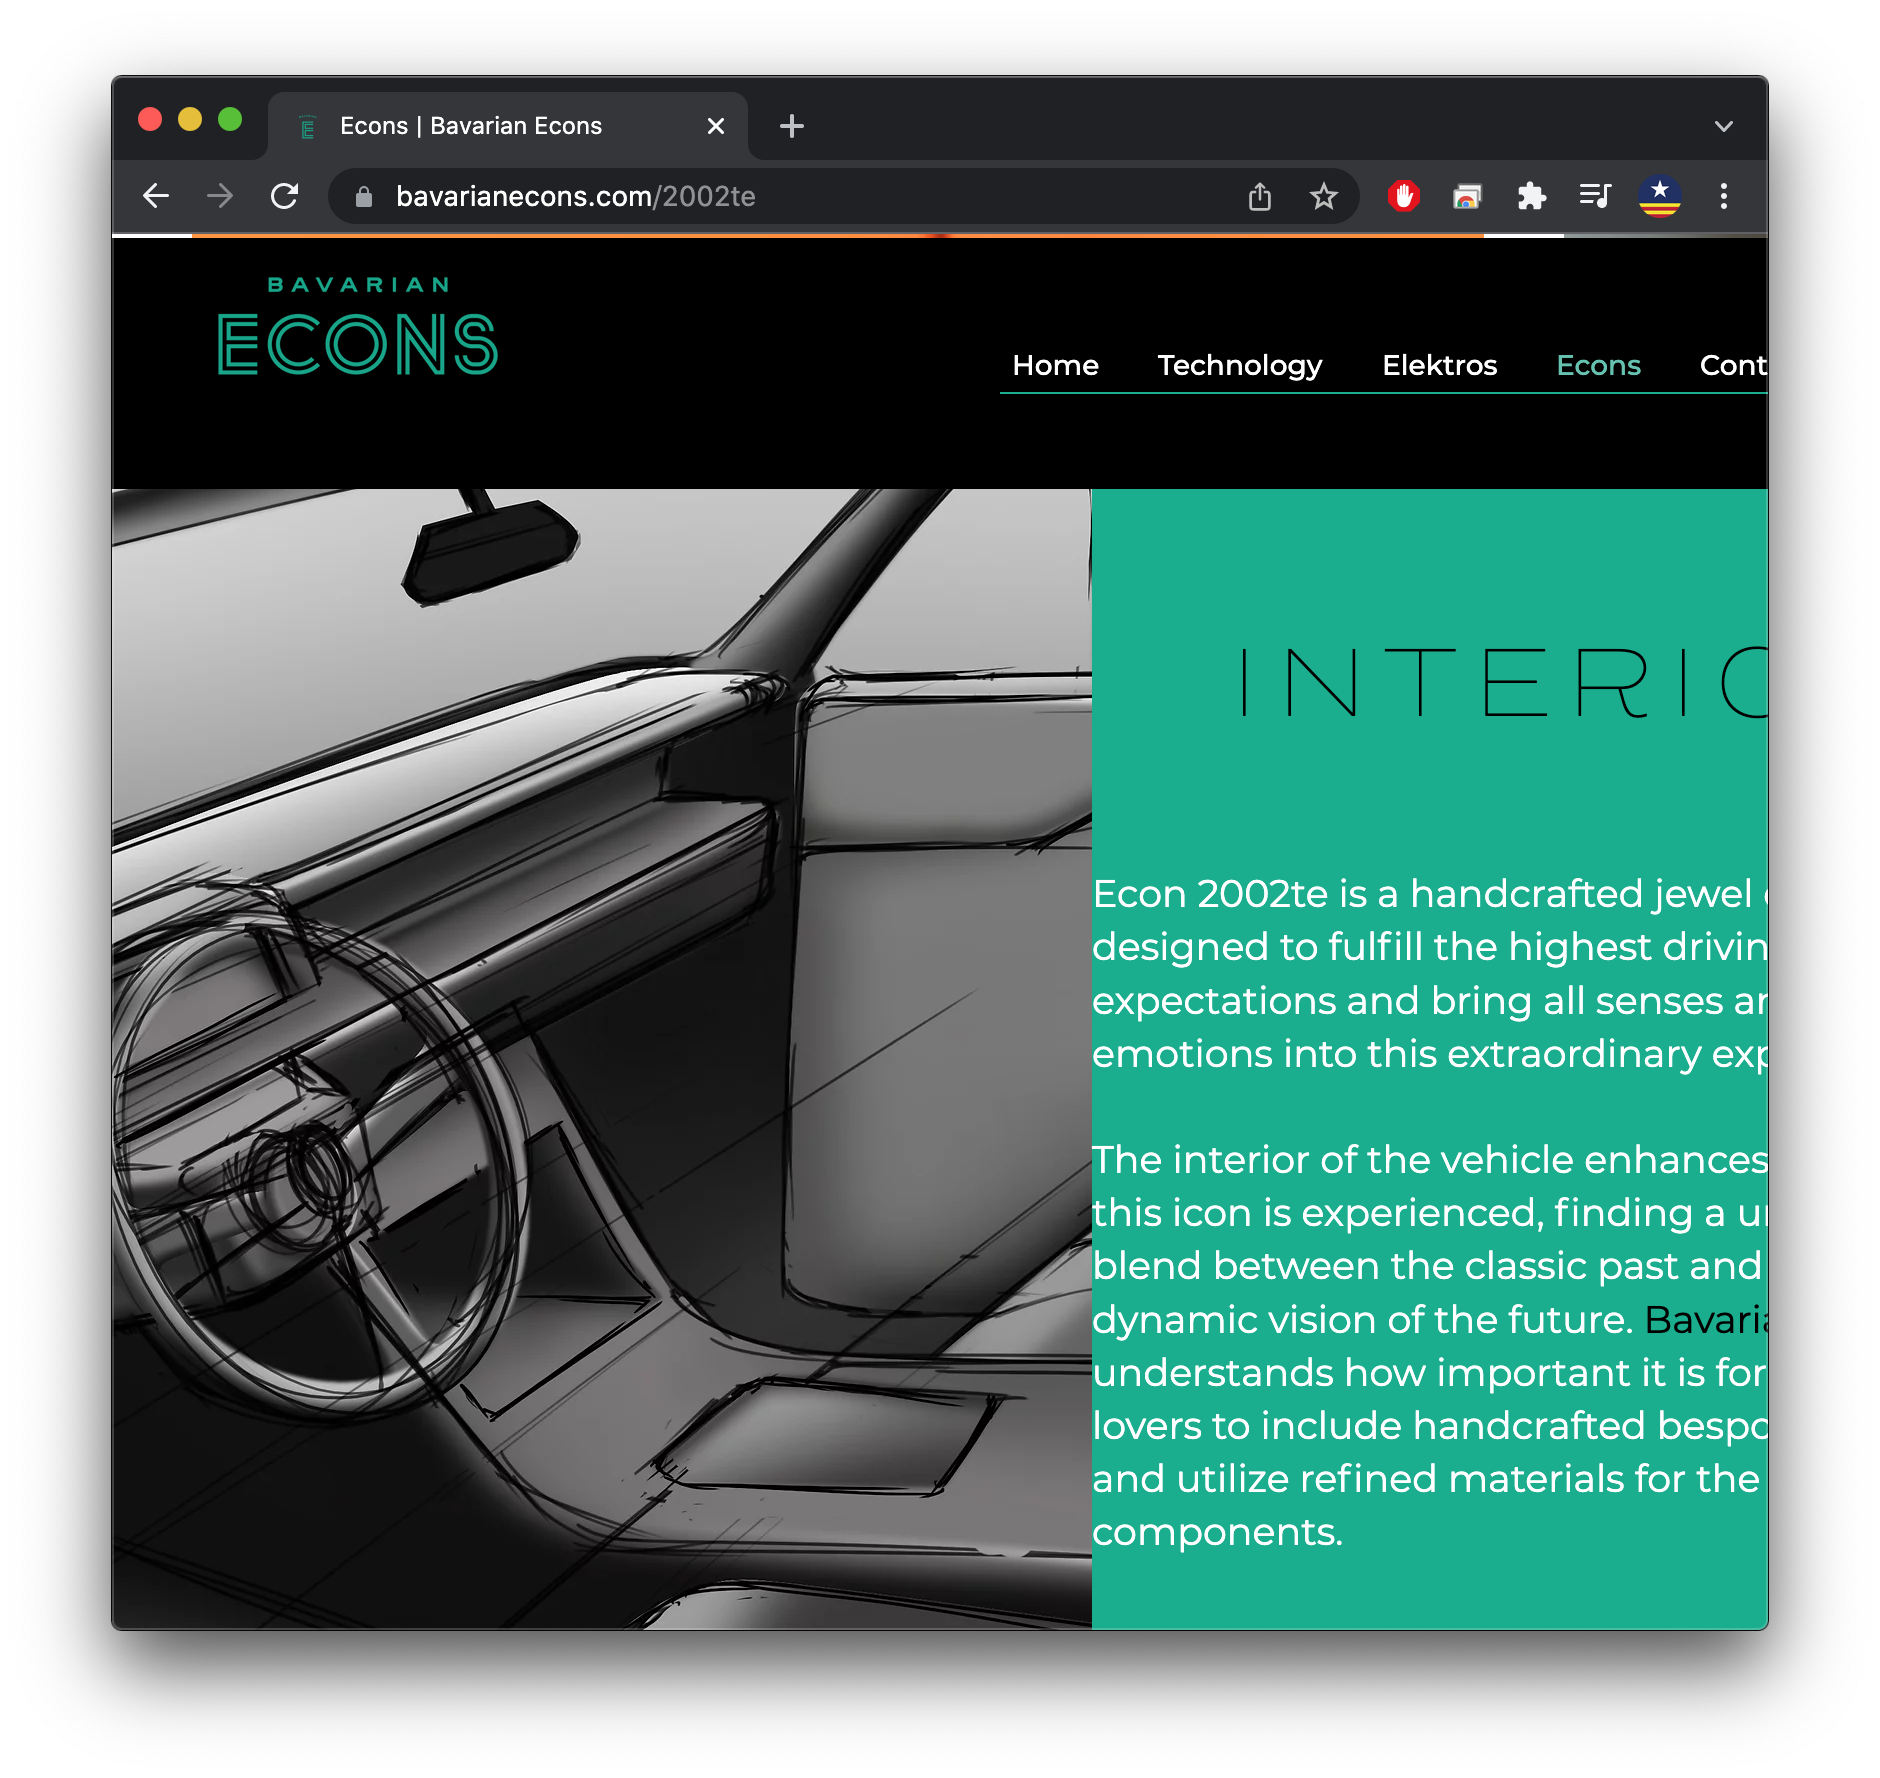 Econs | Bavarian Econs
bavarianecons.com/2002te
BAVARIAN
ECONS
Home Technology Elektros Econs Cont
INTERIO
Econ 2002te is a handcrafted jewel
designed to fulfill the highest drivin
expectations and bring all senses ar
emotions into this extraordinary exp
The interior of the vehicle enhances
this icon is experienced, finding a un
blend between the classic past and
dynamic vision of the future. Bavaria
understands how important it is for
lovers to include handcrafted bespo
and utilize refined materials for the
components.